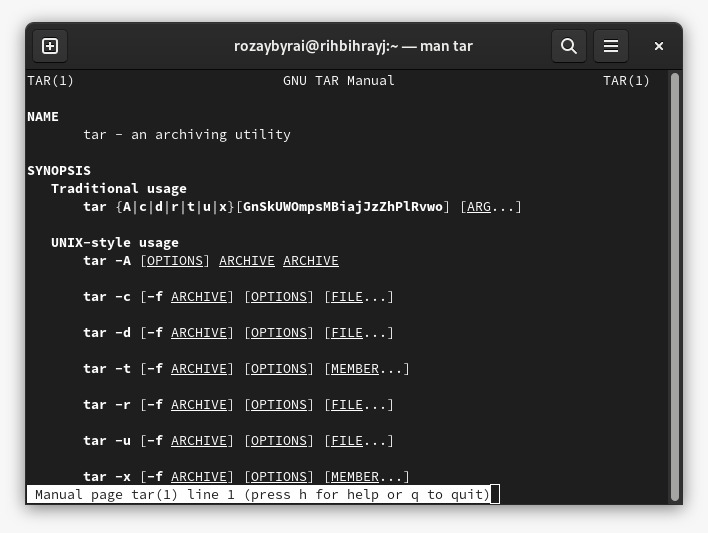 rozaybyrai@rihbihrayj:~ — man tar
TAR(1) GNU TAR Manual TAR(1)
NAME
tar - an archiving utility
SYNOPSIS
Traditional usage
tar {A|c|d|r|t|u|x}[GnSkUWOmpsMBiajJzZhPlRvwo] [ARG...]
UNIX-style usage
tar -A [OPTIONS] ARCHIVE ARCHIVE
tar -c [-f ARCHIVE] [OPTIONS] [FILE...]
tar -d [-f ARCHIVE] [OPTIONS] [FILE...]
tar -t [-f ARCHIVE] [OPTIONS] [MEMBER...]
tar -r [-f ARCHIVE] [OPTIONS] [FILE...]
tar -u [-f ARCHIVE] [OPTIONS] [FILE...]
tar -x [-f ARCHIVE] [OPTIONS] [MEMBER...]
Manual page tar(1) line 1 (press h for help or q to quit)